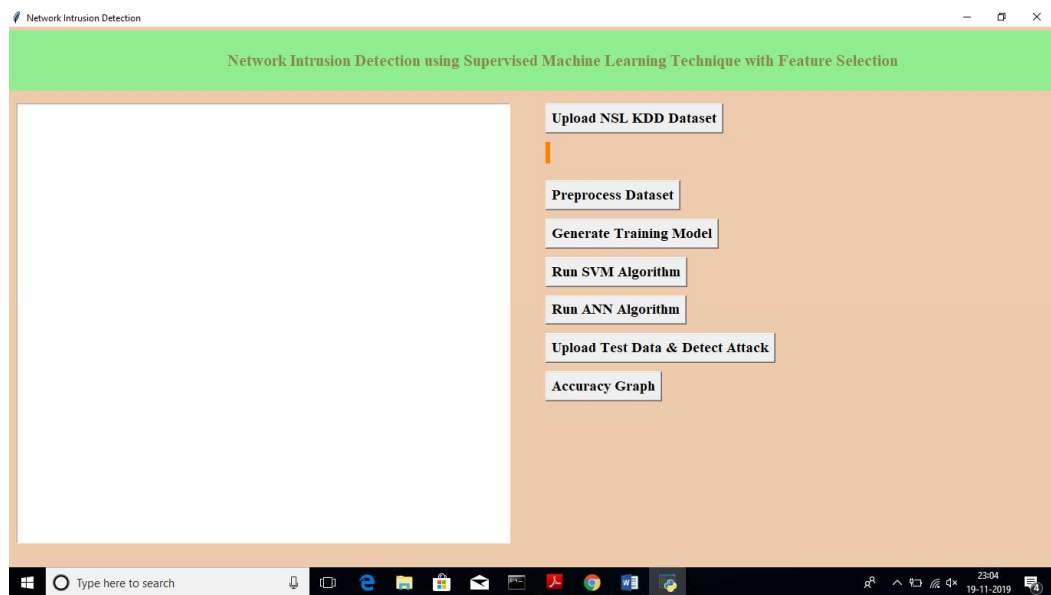 Network Intrusion Detection
Network Intrusion Detection using Supervised Machine Learning Technique with Feature Selection
Upload NSL KDD Dataset
Preprocess Dataset
Generate Training Model
Run SVM Algorithm
Run ANN Algorithm
Upload Test Data & Detect Attack
Accuracy Graph
Type here to search
23:04
19-11-2019
4